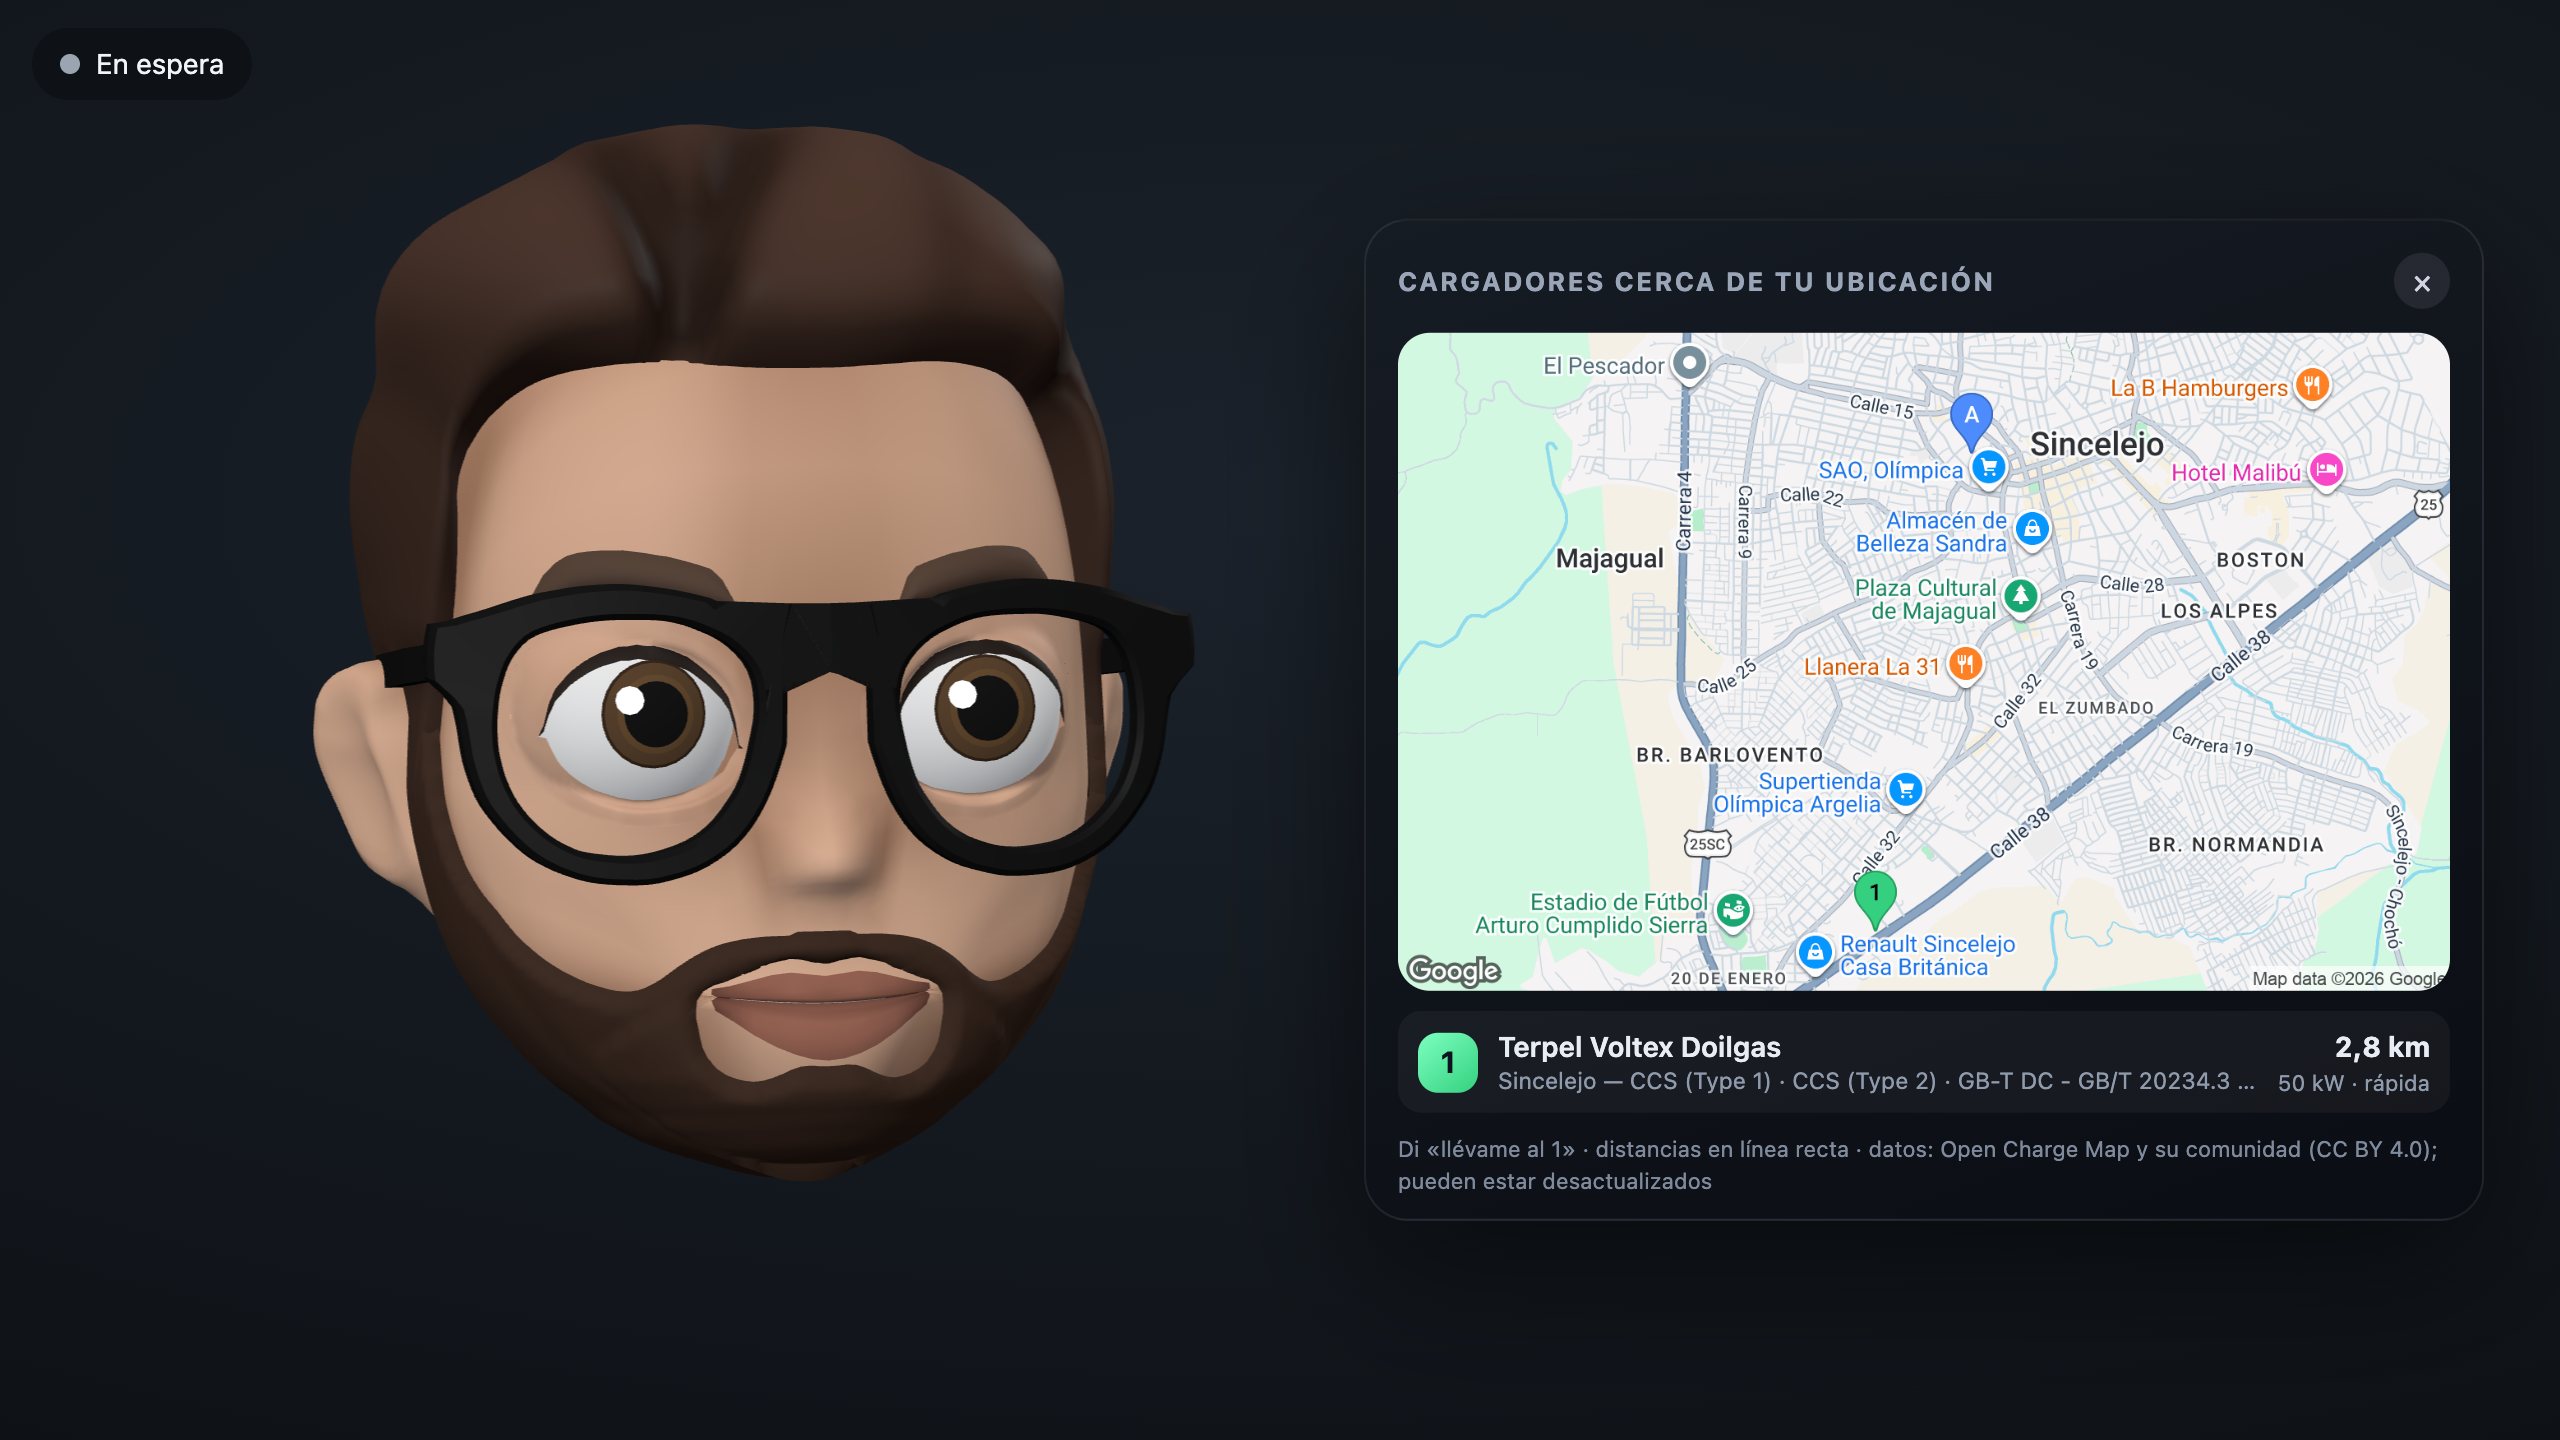 En espera
CARGADORES CERCA DE TU UBICACIÓN
×
El Pescador
Calle 15
La B Hamburgers
A
Sincelejo
SAO, Olímpica
Hotel Malibú
Carrera 4
Carrera 9
Calle 22
25
Almacén de
Belleza Sandra
Majagual
BOSTON
Plaza Cultural
de Majagual
Calle 28
LOS ALPES
Carrera 19
Calle 38
Llanera La 31
Calle 25
Calle 32
EL ZUMBADO
Carrera 19
BR. BARLOVENTO
Supertienda
Olímpica Argelia
Calle 38
25SC
Calle 32
BR. NORMANDIA
Sincelejo - Chochó
1
Estadio de Fútbol
Arturo Cumplido Sierra
Renault Sincelejo
Casa Británica
20 DE ENERO
Google
Map data ©2026 Google
1
Terpel Voltex Doilgas
2,8 km
Sincelejo — CCS (Type 1) · CCS (Type 2) · GB-T DC - GB/T 20234.3 ...
50 kW · rápida
Di «llévame al 1» · distancias en línea recta · datos: Open Charge Map y su comunidad (CC BY 4.0);
pueden estar desactualizados